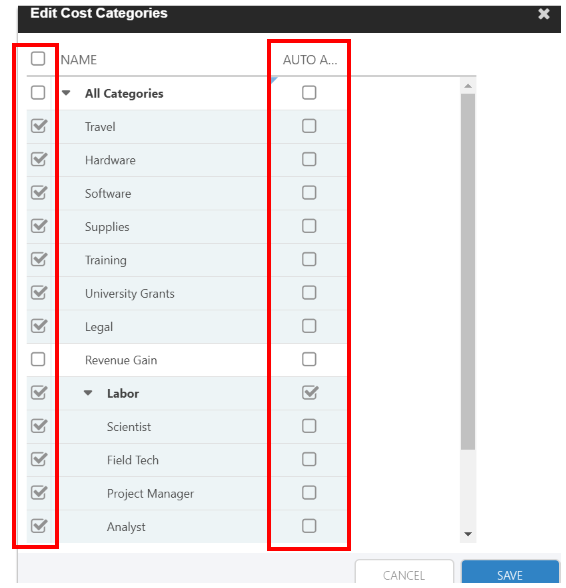 Edit Cost Categories
NAME AUTO A...
All Categories
Travel
Hardware
Software
Supplies
Training
University Grants
Legal
Revenue Gain
Labor
Scientist
Field Tech
Project Manager
Analyst
CANCEL SAVE